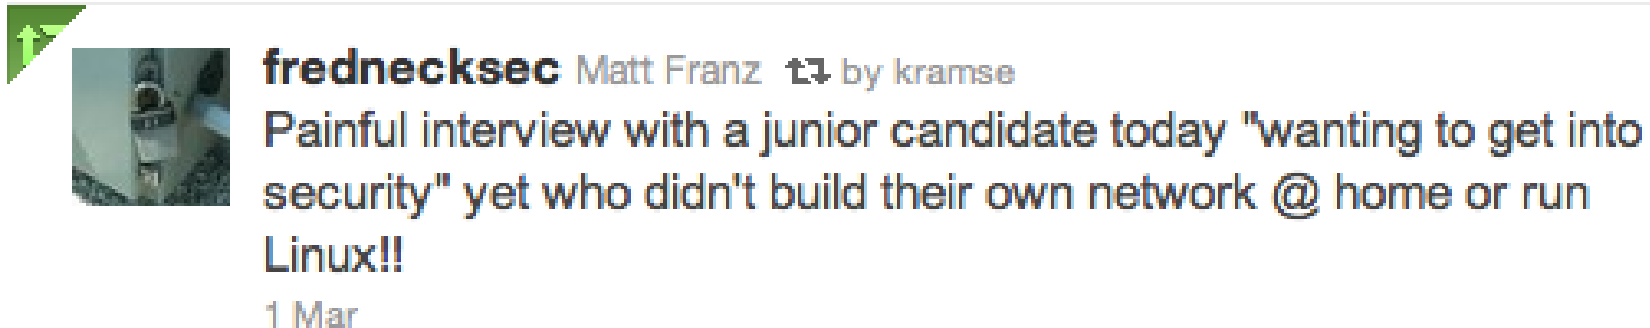 frednecksec Matt Franz by kramse
Painful interview with a junior candidate today "wanting to get into
security" yet who didn't build their own network @ home or run
Linux!!
1 Mar